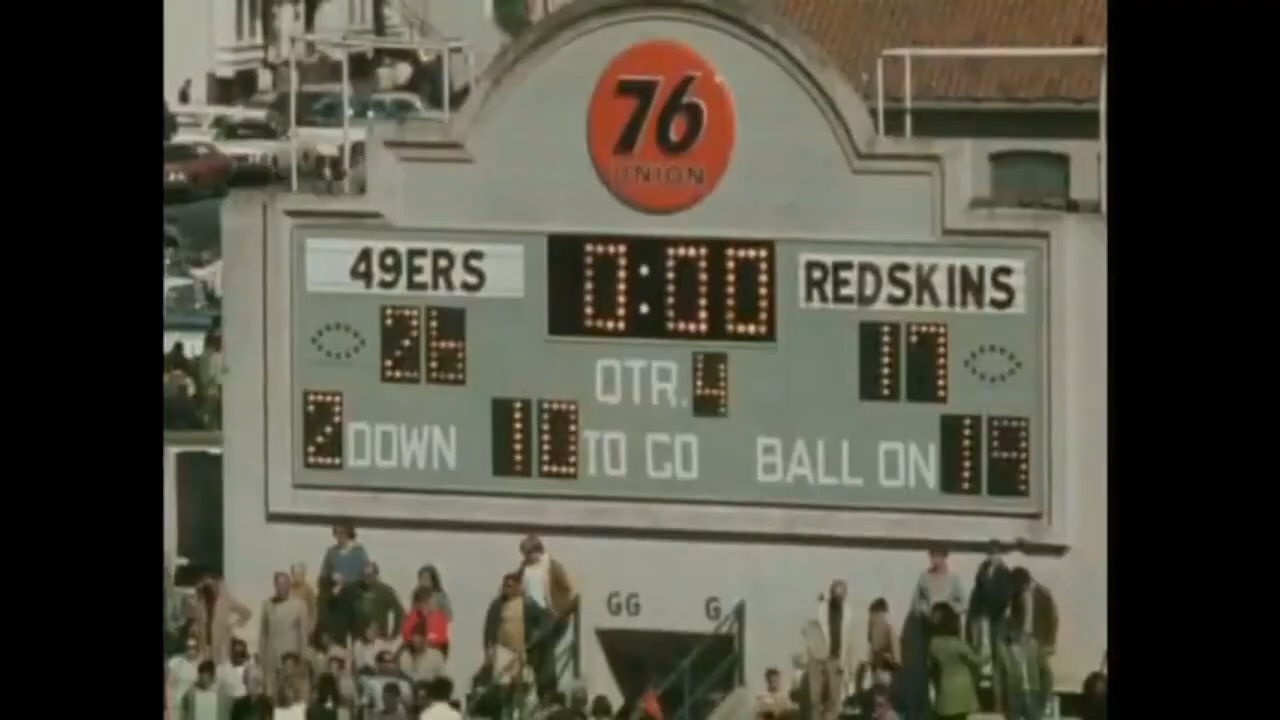 76
UNION
49ERS 0:00 REDSKINS
26 17
QTR. 4
2 DOWN 10 TO GO BALL ON 19
GG G